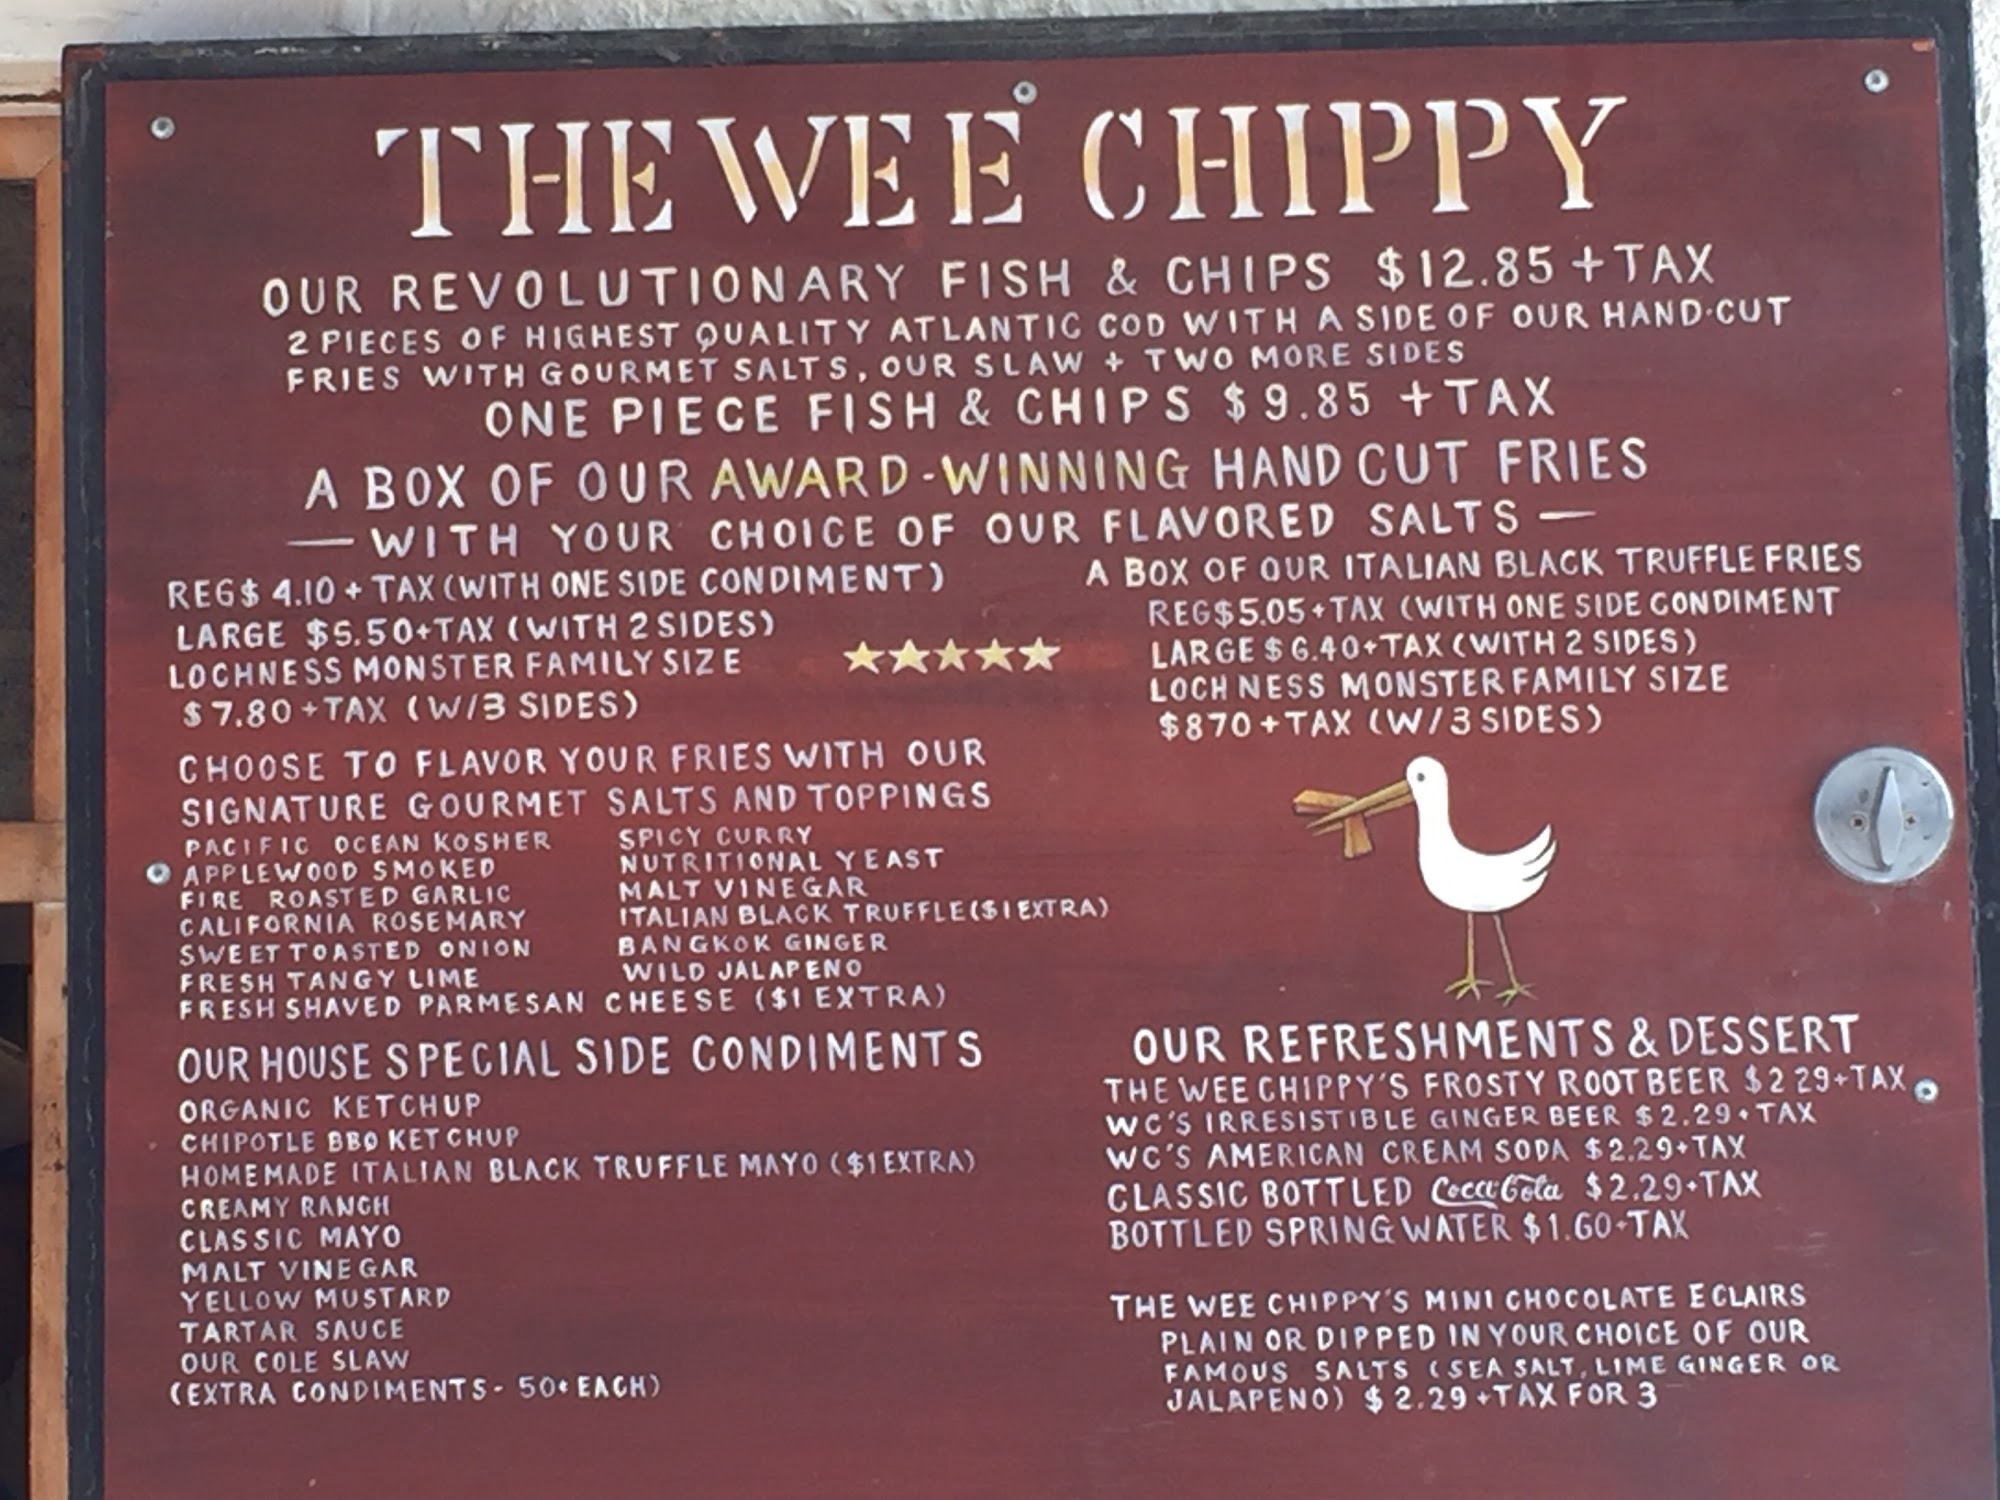 THE WEE CHIPPY
OUR REVOLUTIONARY FISH & CHIPS $12.85 + TAX
2 PIECES OF HIGHEST QUALITY ATLANTIC COD WITH A SIDE OF OUR HAND-CUT
FRIES WITH GOURMET SALTS, OUR SLAW + TWO MORE SIDES
ONE PIECE FISH & CHIPS $9.85 + TAX
A BOX OF OUR AWARD-WINNING HAND CUT FRIES
— WITH YOUR CHOICE OF OUR FLAVORED SALTS —
REG $4.10 + TAX (WITH ONE SIDE CONDIMENT)
LARGE $5.50+TAX (WITH 2 SIDES)
LOCHNESS MONSTER FAMILY SIZE
$7.80 + TAX (W/3 SIDES)
A BOX OF OUR ITALIAN BLACK TRUFFLE FRIES
REG $5.05+TAX (WITH ONE SIDE CONDIMENT
LARGE $6.40+TAX (WITH 2 SIDES)
LOCH NESS MONSTER FAMILY SIZE
$870 + TAX (W/3 SIDES)
CHOOSE TO FLAVOR YOUR FRIES WITH OUR
SIGNATURE GOURMET SALTS AND TOPPINGS
PACIFIC OCEAN KOSHER
APPLEWOOD SMOKED
FIRE ROASTED GARLIC
CALIFORNIA ROSEMARY
SWEET TOASTED ONION
FRESH TANGY LIME
FRESH SHAVED PARMESAN CHEESE ($1 EXTRA)
SPICY CURRY
NUTRITIONAL YEAST
MALT VINEGAR
ITALIAN BLACK TRUFFLE ($1 EXTRA)
BANGKOK GINGER
WILD JALAPENO
OUR HOUSE SPECIAL SIDE CONDIMENTS
ORGANIC KETCHUP
CHIPOTLE BBQ KETCHUP
HOMEMADE ITALIAN BLACK TRUFFLE MAYO ($1 EXTRA)
CREAMY RANCH
CLASSIC MAYO
MALT VINEGAR
YELLOW MUSTARD
TARTAR SAUCE
OUR COLE SLAW
(EXTRA CONDIMENTS - 50¢ EACH)
OUR REFRESHMENTS & DESSERT
THE WEE CHIPPY'S FROSTY ROOT BEER $2 29+TAX
WC'S IRRESISTIBLE GINGER BEER $2.29+TAX
WC'S AMERICAN CREAM SODA $2.29+TAX
CLASSIC BOTTLED Coca-Cola $2.29+TAX
BOTTLED SPRING WATER $1.60+TAX
THE WEE CHIPPY'S MINI CHOCOLATE ECLAIRS
PLAIN OR DIPPED IN YOUR CHOICE OF OUR
FAMOUS SALTS (SEA SALT, LIME GINGER OR
JALAPENO) $2.29 +TAX FOR 3